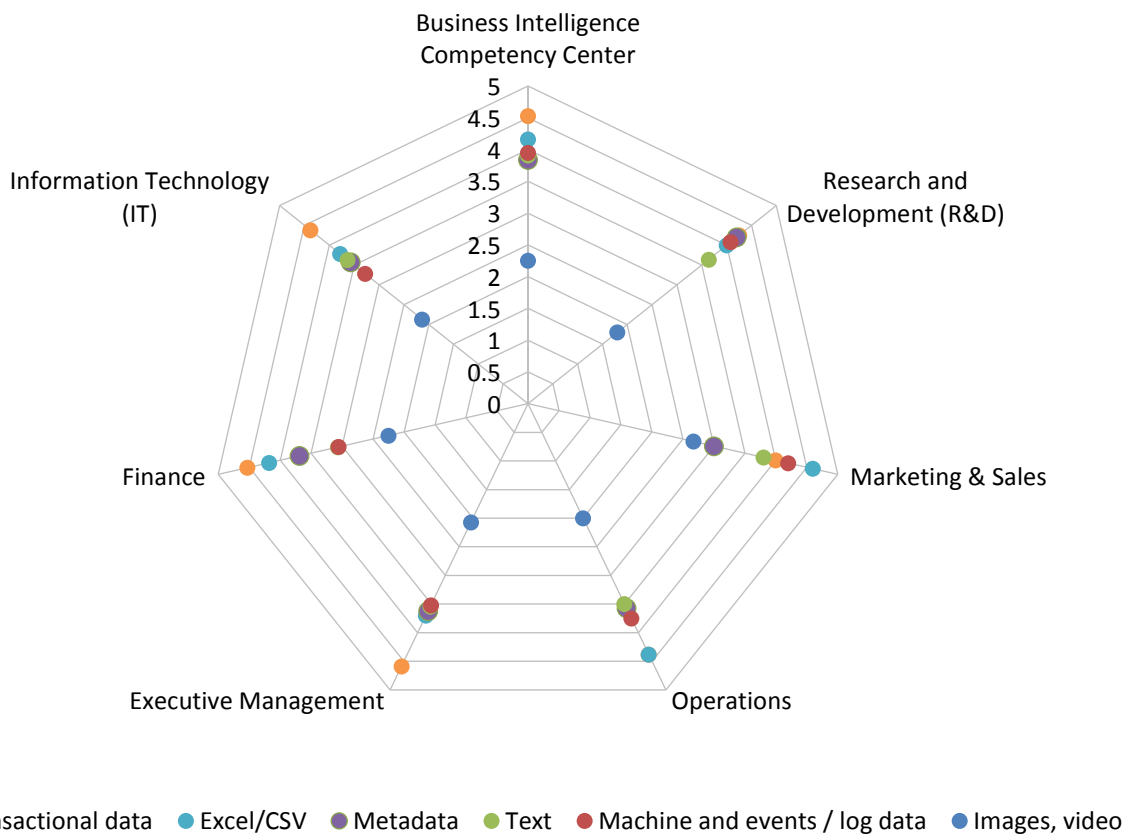 Business Intelligence
Competency Center
5
4.5
4
3.5
3
2.5
2
1.5
1
0.5
0
Information Technology
(IT)
Research and
Development (R&D)
Finance
Marketing & Sales
Executive Management
Operations
data Excel/CSV Metadata Text Machine and events / log data Images, video